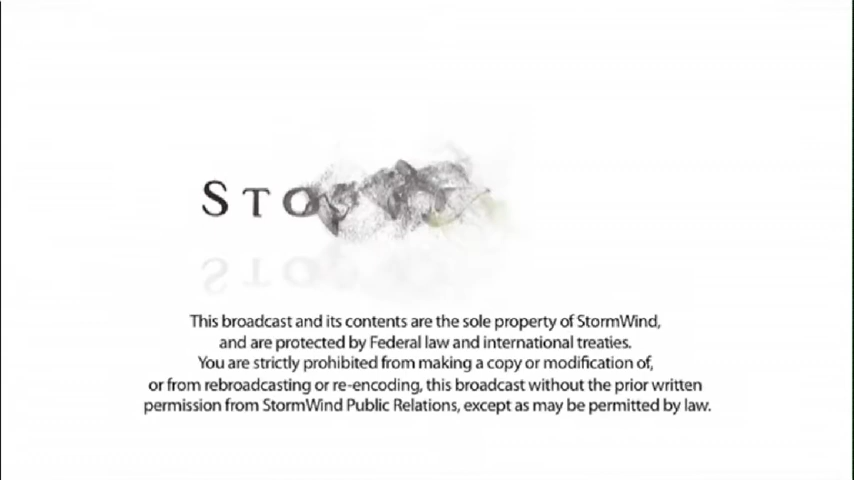 STO
This broadcast and its contents are the sole property of StormWind,
and are protected by Federal law and international treaties.
You are strictly prohibited from making a copy or modification of,
or from rebroadcasting or re-encoding, this broadcast without the prior written
permission from StormWind Public Relations, except as may be permitted by law.